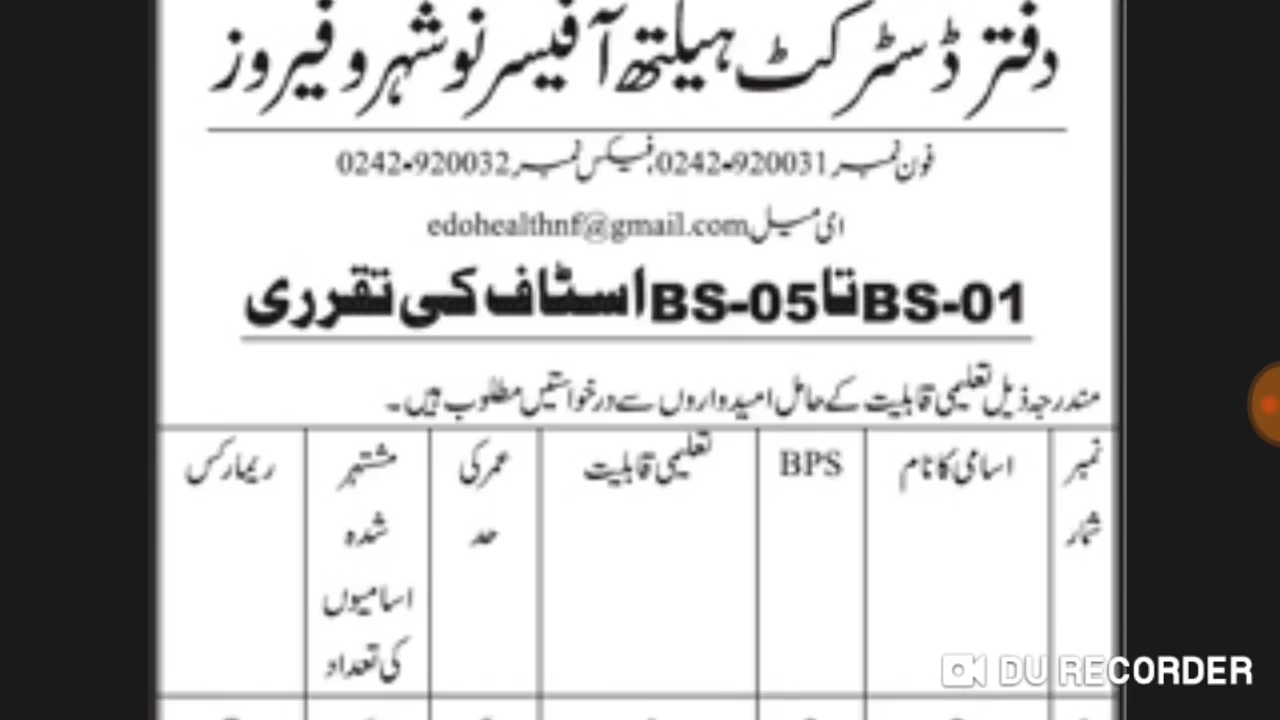 دفتر ڈسٹرکٹ ہیلتھ آفیسر نوشہرو فیروز
فون نمبر 0242-920031، فیکس نمبر 0242-920032
ای میل edohealthnf@gmail.com
BS-01 تا BS-05 اسٹاف کی تقرری
مندرجہ ذیل تعلیمی قابلیت کے حامل امیدواروں سے درخواستیں مطلوب ہیں۔
نمبر شمار
اسامی کا نام
BPS
تعلیمی قابلیت
عمر کی حد
مشتہر شدہ اسامیوں کی تعداد
ریمارکس
DU RECORDER